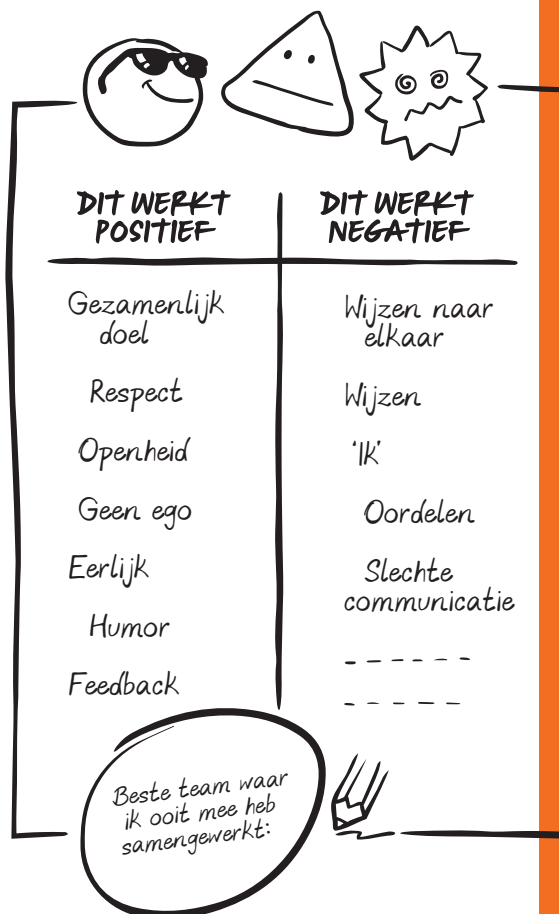 DIT WERKT
POSITIEF
DIT WERKT
NEGATIEF
Gezamenlijk
doel
Respect
Openheid
Geen ego
Eerlijk
Humor
Feedback
Wijzen naar
elkaar
Wijzen
'Ik'
Oordelen
Slechte
communicatie
Beste team waar
ik ooit mee heb
samengewerkt: